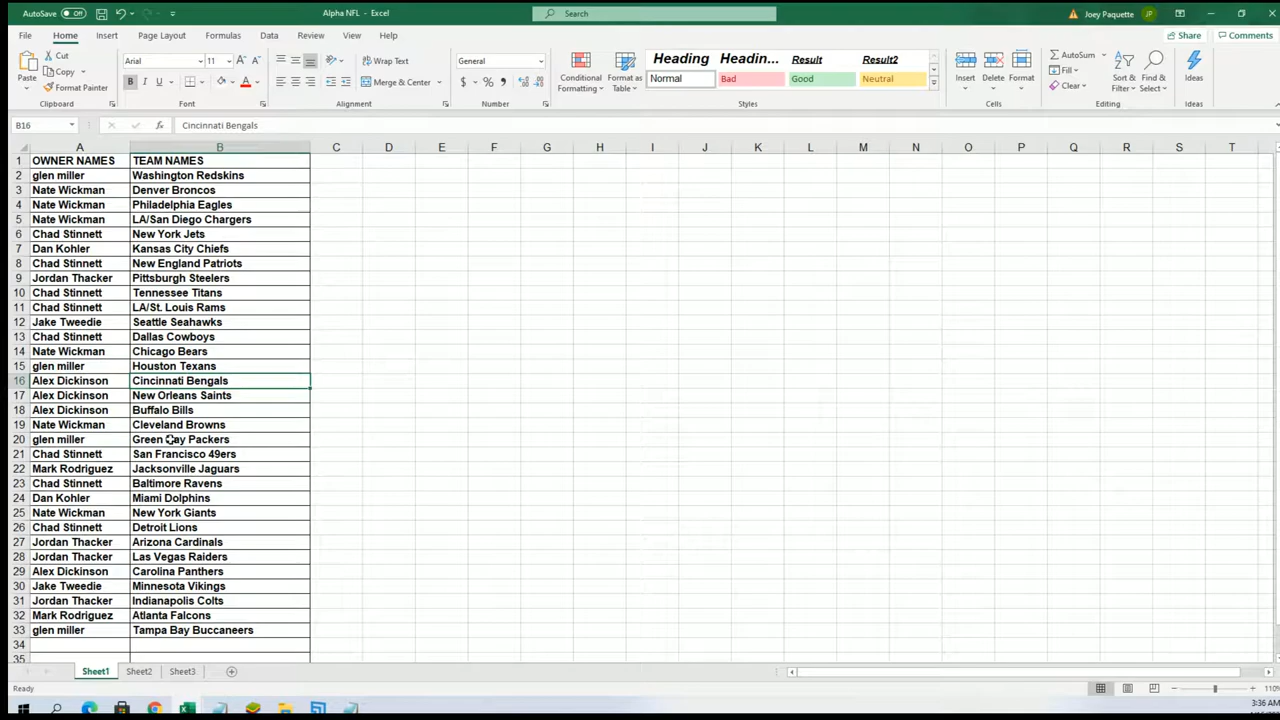 AutoSave Off Alpha NFL - Excel Search Joey Paquette JP
File Home Insert Page Layout Formulas Data Review View Help Share Comments
Paste Cut Copy Format Painter Clipboard
Arial 11 B I U Font
Wrap Text Merge & Center Alignment
General $ % Number
Conditional Formatting Format as Table
Heading Headin... Result Result2
Normal Bad Good Neutral Styles
Insert Delete Format Cells
AutoSum Fill Clear Sort & Filter Find & Select Editing
Ideas Ideas
B16 fx Cincinnati Bengals
A B C D E F G H I J K L M N O P Q R S T
1 OWNER NAMES TEAM NAMES
2 glen miller Washington Redskins
3 Nate Wickman Denver Broncos
4 Nate Wickman Philadelphia Eagles
5 Nate Wickman LA/San Diego Chargers
6 Chad Stinnett New York Jets
7 Dan Kohler Kansas City Chiefs
8 Chad Stinnett New England Patriots
9 Jordan Thacker Pittsburgh Steelers
10 Chad Stinnett Tennessee Titans
11 Chad Stinnett LA/St. Louis Rams
12 Jake Tweedie Seattle Seahawks
13 Chad Stinnett Dallas Cowboys
14 Nate Wickman Chicago Bears
15 glen miller Houston Texans
16 Alex Dickinson Cincinnati Bengals
17 Alex Dickinson New Orleans Saints
18 Alex Dickinson Buffalo Bills
19 Nate Wickman Cleveland Browns
20 glen miller Green Bay Packers
21 Chad Stinnett San Francisco 49ers
22 Mark Rodriguez Jacksonville Jaguars
23 Chad Stinnett Baltimore Ravens
24 Dan Kohler Miami Dolphins
25 Nate Wickman New York Giants
26 Chad Stinnett Detroit Lions
27 Jordan Thacker Arizona Cardinals
28 Jordan Thacker Las Vegas Raiders
29 Alex Dickinson Carolina Panthers
30 Jake Tweedie Minnesota Vikings
31 Jordan Thacker Indianapolis Colts
32 Mark Rodriguez Atlanta Falcons
33 glen miller Tampa Bay Buccaneers
34
35
Sheet1 Sheet2 Sheet3
Ready 110%
3:36 AM